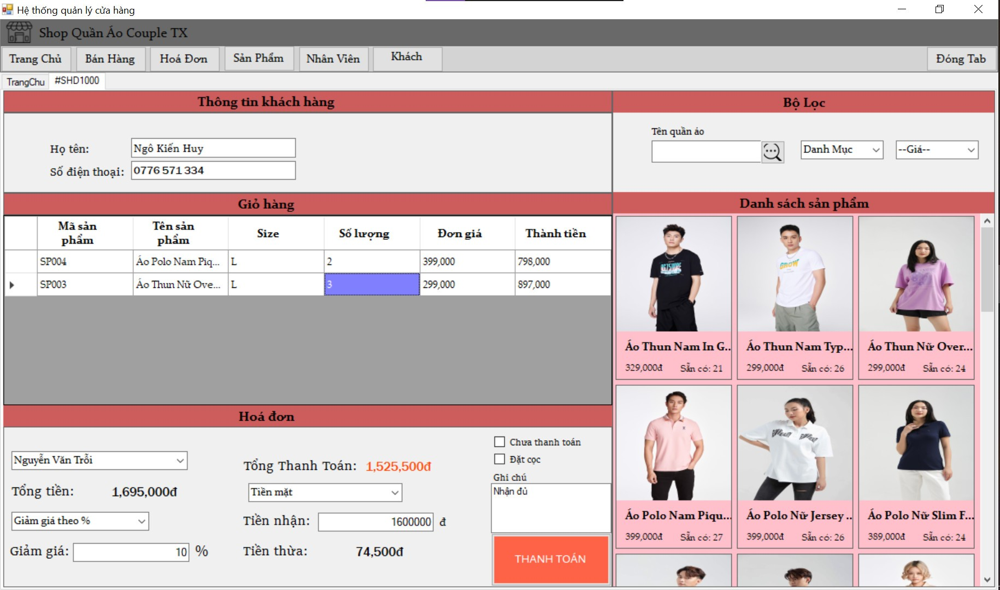 Hệ thống quản lý cửa hàng
Shop Quần Áo Couple TX
Trang Chủ Bán Hàng Hoá Đơn Sản Phẩm Nhân Viên Khách Đóng Tab
TrangChu #SHD1000
Thông tin khách hàng
Họ tên: Ngô Kiến Huy
Số điện thoại: 0776 571 334
Giỏ hàng
Mã sản phẩm Tên sản phẩm Size Số lượng Đơn giá Thành tiền
SP004 Áo Polo Nam Piq... L 2 399,000 798,000
SP003 Áo Thun Nữ Ove... L 3 299,000 897,000
Hoá đơn
Nguyễn Văn Trỗi
Tổng tiền: 1,695,000đ
Giảm giá theo %
Giảm giá: 10 %
Tổng Thanh Toán: 1,525,500đ
Tiền mặt
Tiền nhận: 1600000 đ
Tiền thừa: 74,500đ
Chưa thanh toán
Đặt cọc
Ghi chú
Nhận đủ
THANH TOÁN
Bộ Lọc
Tên quần áo
Danh Mục --Giá--
Danh sách sản phẩm
GROW
Áo Thun Nam In G.. Áo Thun Nam Typ... Áo Thun Nữ Over...
329,000đ Sẵn có: 21 299,000đ Sẵn có: 26 299,000đ Sẵn có: 24
Áo Polo Nam Piqu... Áo Polo Nữ Jersey .. Áo Polo Nữ Slim F...
399,000đ Sẵn có: 27 399,000đ Sẵn có: 26 389,000đ Sẵn có: 24